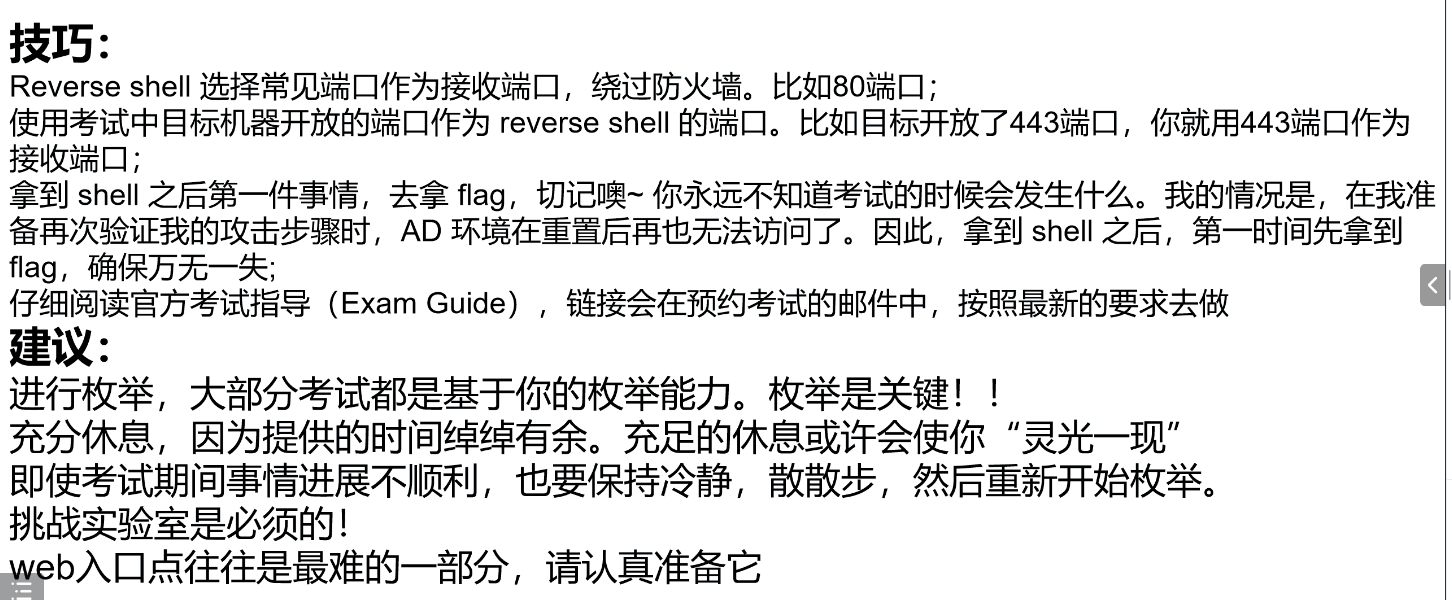 技巧：
Reverse shell 选择常见端口作为接收端口，绕过防火墙。比如80端口；
使用考试中目标机器开放的端口作为 reverse shell 的端口。比如目标开放了443端口，你就用443端口作为
接收端口；
拿到 shell 之后第一件事情，去拿 flag，切记噢~ 你永远不知道考试的时候会发生什么。我的情况是，在我准
备再次验证我的攻击步骤时，AD 环境在重置后再也无法访问了。因此，拿到 shell 之后，第一时间先拿到
flag，确保万无一失;
仔细阅读官方考试指导（Exam Guide），链接会在预约考试的邮件中，按照最新的要求去做
建议：
进行枚举，大部分考试都是基于你的枚举能力。枚举是关键！！
充分休息，因为提供的时间绰绰有余。充足的休息或许会使你“灵光一现”
即使考试期间事情进展不顺利，也要保持冷静，散散步，然后重新开始枚举。
挑战实验室是必须的！
web入口点往往是最难的一部分，请认真准备它